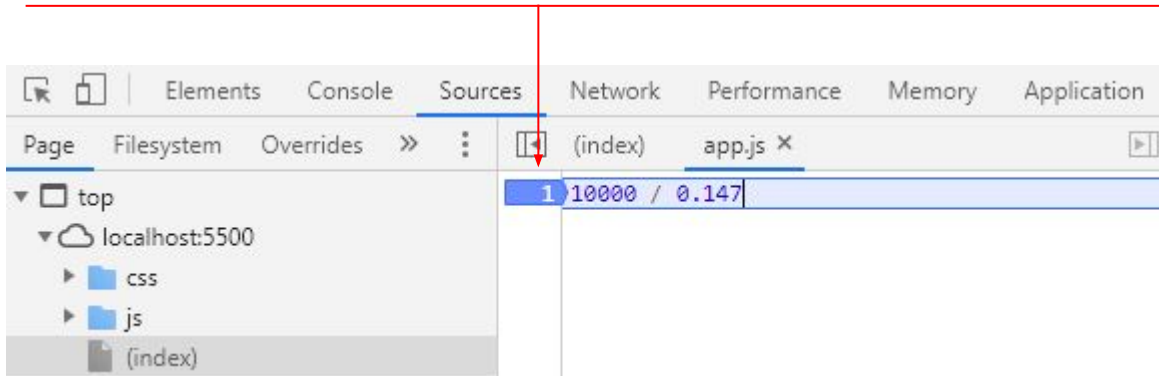 Elements Console Sources Network Performance Memory Application
Page Filesystem Overrides » (index) app.js ×
top
1 10000 / 0.147
localhost:5500
css
js
(index)